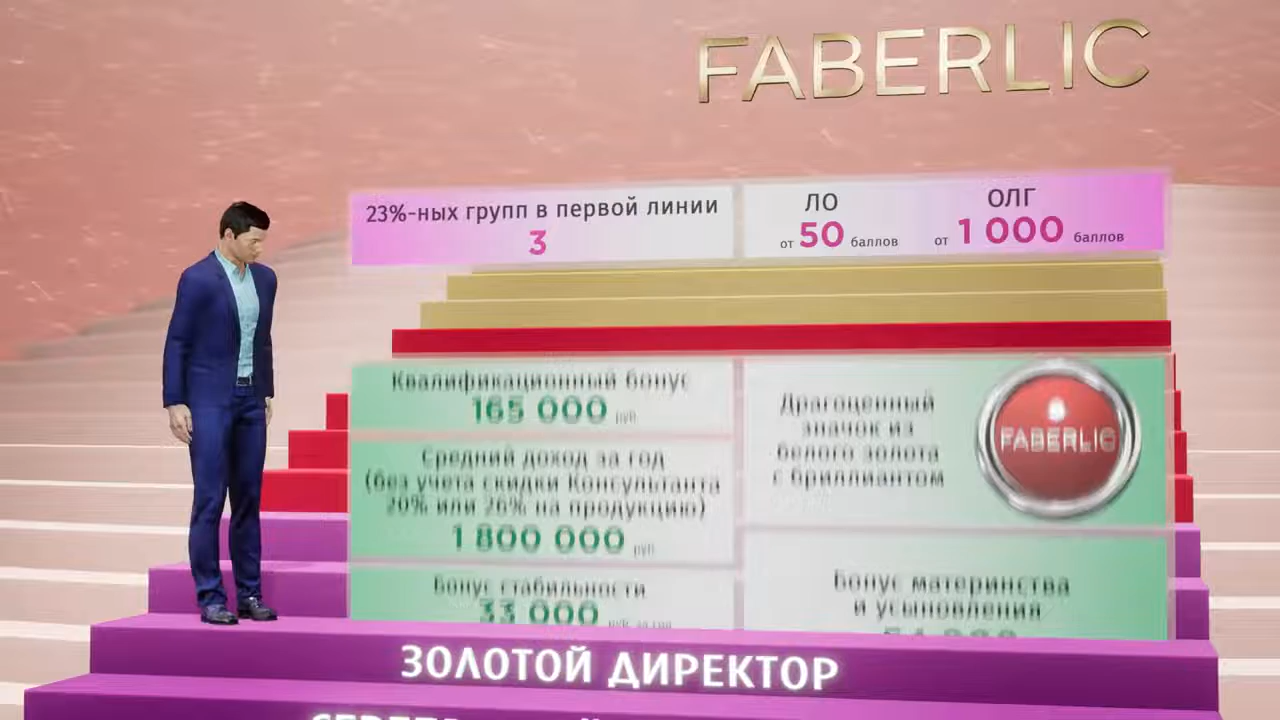 FABERLIC
23%-ных групп в первой линии
3
ЛО
от 50 баллов
ОЛГ
от 1 000 баллов
Квалификационный бонус
165 000 руб
Средний доход за год
(без учета скидки Консультанта
20% или 26% на продукцию)
1 800 000 руб
Бонус стабильности
33 000
Драгоценный
значок из
белого золота
с бриллиантом
FABERLIC
Бонус материнства
и усыновления
ЗОЛОТОЙ ДИРЕКТОР